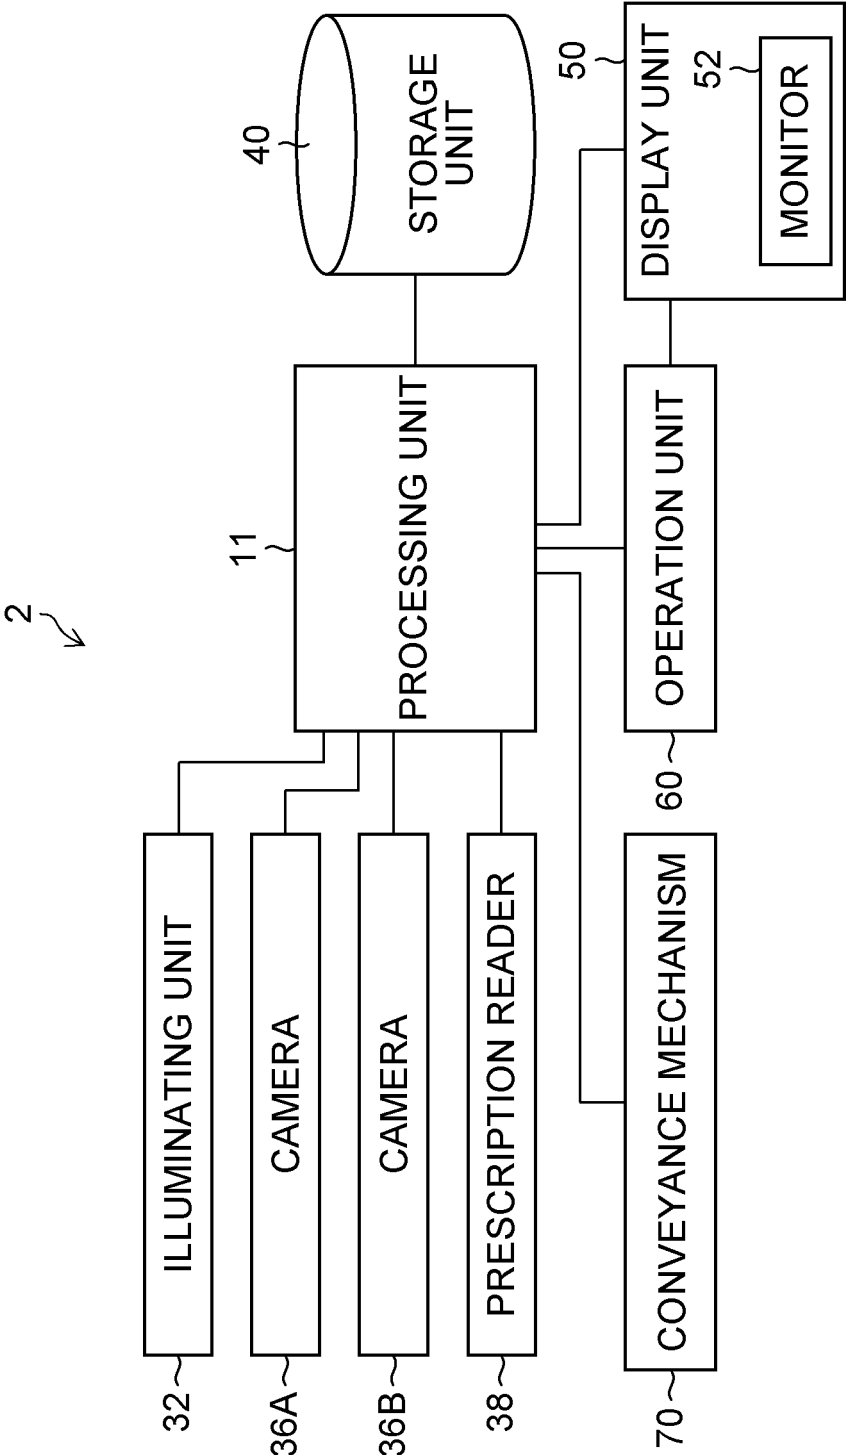 2
32
ILLUMINATING UNIT
36A
CAMERA
36B
CAMERA
38
PRESCRIPTION READER
11
PROCESSING UNIT
40
STORAGE
UNIT
70
CONVEYANCE MECHANISM
60
OPERATION UNIT
50
DISPLAY UNIT
52
MONITOR